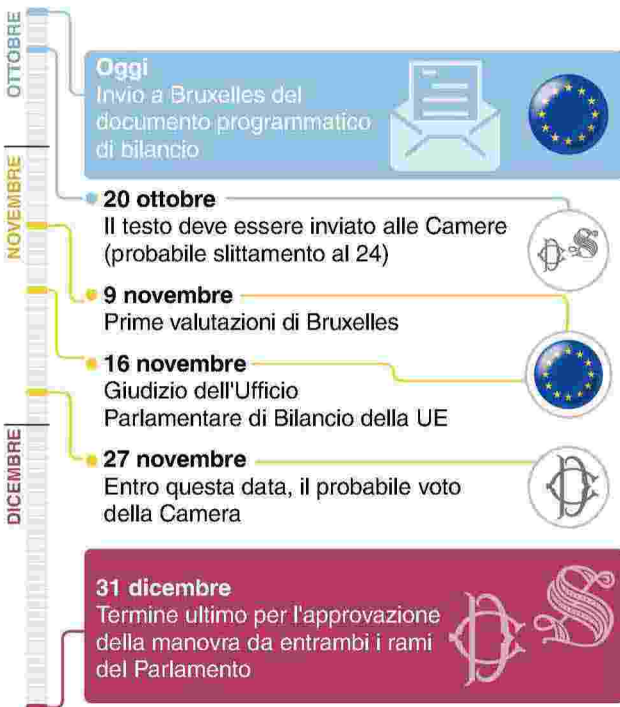 OTTOBRE
Oggi
Invio a Bruxelles del
documento programmatico
di bilancio
NOVEMBRE
20 ottobre
Il testo deve essere inviato alle Camere
(probabile slittamento al 24)
9 novembre
Prime valutazioni di Bruxelles
16 novembre
Giudizio dell'Ufficio
Parlamentare di Bilancio della UE
27 novembre
Entro questa data, il probabile voto
della Camera
DICEMBRE
31 dicembre
Termine ultimo per l'approvazione
della manovra da entrambi i rami
del Parlamento